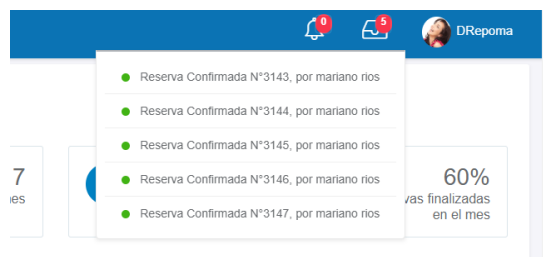 0
5
DRepoma
Reserva Confirmada N°3143, por mariano rios
Reserva Confirmada N°3144, por mariano rios
Reserva Confirmada N°3145, por mariano rios
Reserva Confirmada N°3146, por mariano rios
Reserva Confirmada N°3147, por mariano rios
7
60%
vas finalizadas
en el mes